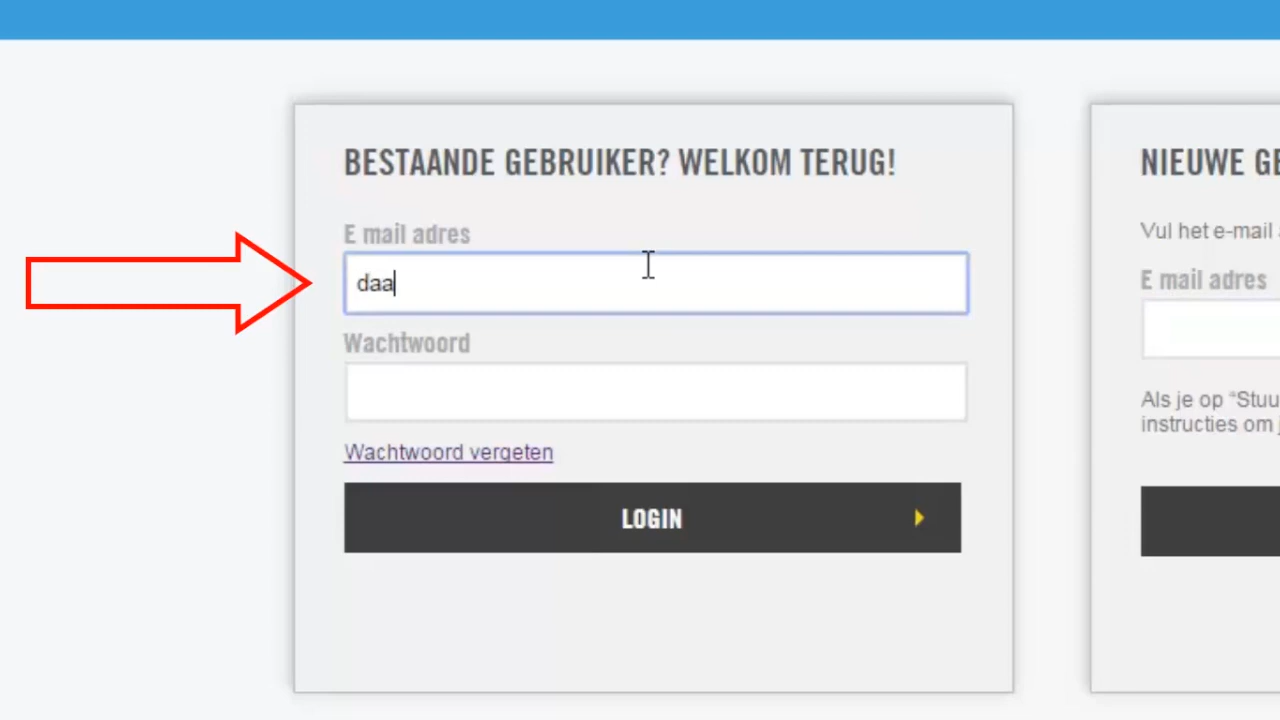 BESTAANDE GEBRUIKER? WELKOM TERUG!
E mail adres
daa
Wachtwoord
Wachtwoord vergeten
LOGIN
NIEUWE
Vul het e-mail
E mail adres
Als je op “Stuu
instructies om